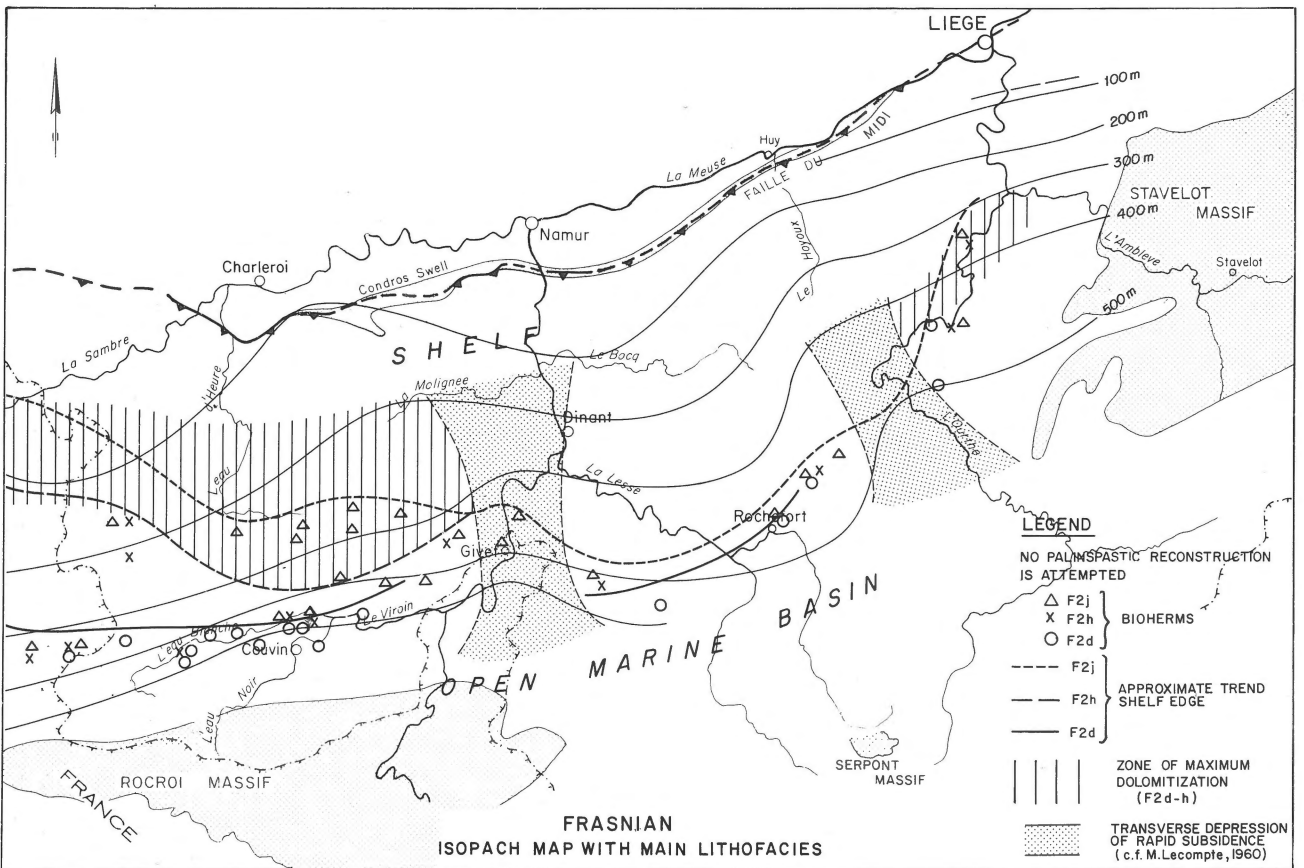 LIEGE
100 m
200 m
Huy
FAILLE DU MIDI
La Meuse
300 m
STAVELOT
MASSIF
400 m
Namur
L'Amblève
Stavelot
Le Hoyoux
Charleroi
Condros Swell
500 m
SHELF
La Sambre
Le Bocq
d'Heure
La Molignee
Dinant
L'Ourthe
L'eau
La Lesse
Rochefort
Givet
LEGEND
NO PALINSPASTIC RECONSTRUCTION
IS ATTEMPTED
F2j
F2h
F2d
BIOHERMS
F2j
F2h
F2d
APPROXIMATE TREND
SHELF EDGE
ZONE OF MAXIMUM
DOLOMITIZATION
(F2d-h)
TRANSVERSE DEPRESSION
OF RAPID SUBSIDENCE
(c.f. M.Lecompte, 1960)
Le Viroin
L'eau Blanche
Couvin
L'eau Noir
OPEN MARINE BASIN
SERPONT
MASSIF
ROCROI MASSIF
FRANCE
FRASNIAN
ISOPACH MAP WITH MAIN LITHOFACIES